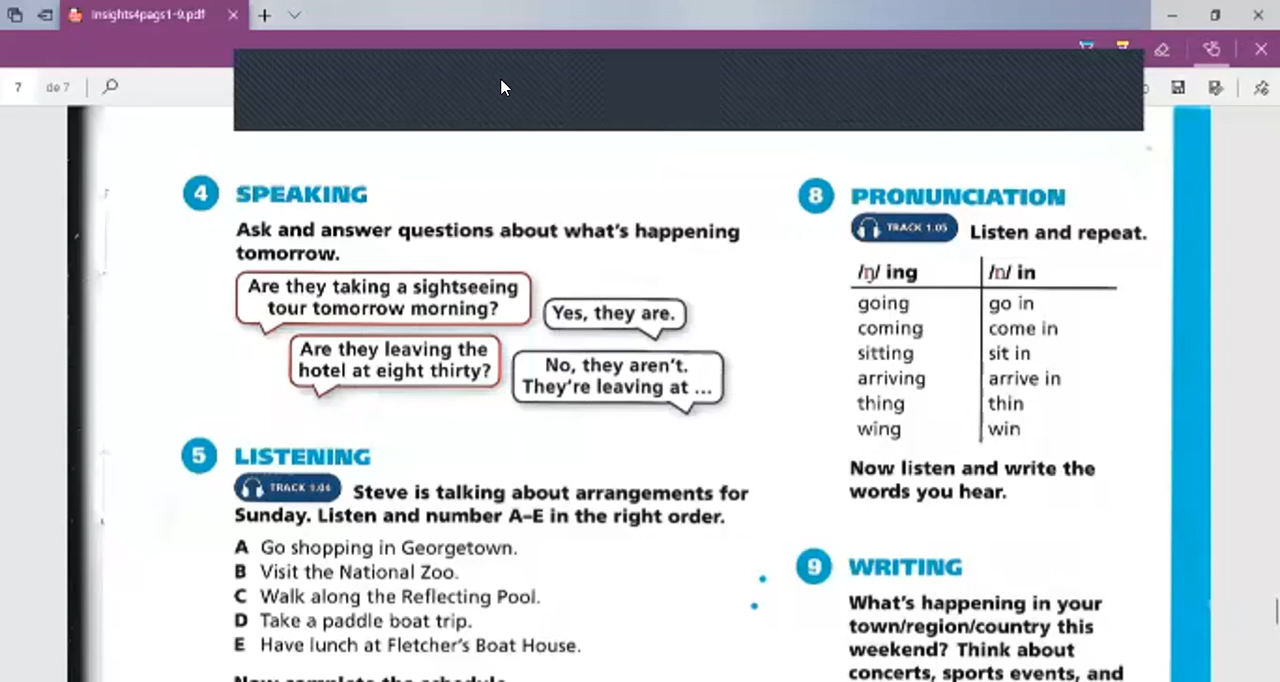 Insights4pags1-9.pdf
7 de 7
4 SPEAKING
Ask and answer questions about what's happening
tomorrow.
Are they taking a sightseeing
tour tomorrow morning?
Yes, they are.
Are they leaving the
hotel at eight thirty?
No, they aren't.
They're leaving at ...
5 LISTENING
TRACK 1.04 Steve is talking about arrangements for
Sunday. Listen and number A–E in the right order.
A Go shopping in Georgetown.
B Visit the National Zoo.
C Walk along the Reflecting Pool.
D Take a paddle boat trip.
E Have lunch at Fletcher's Boat House.
Now complete the schedule.
8 PRONUNCIATION
TRACK 1.05 Listen and repeat.
/ŋ/ ing /n/ in
going go in
coming come in
sitting sit in
arriving arrive in
thing thin
wing win
Now listen and write the
words you hear.
9 WRITING
What's happening in your
town/region/country this
weekend? Think about
concerts, sports events, and